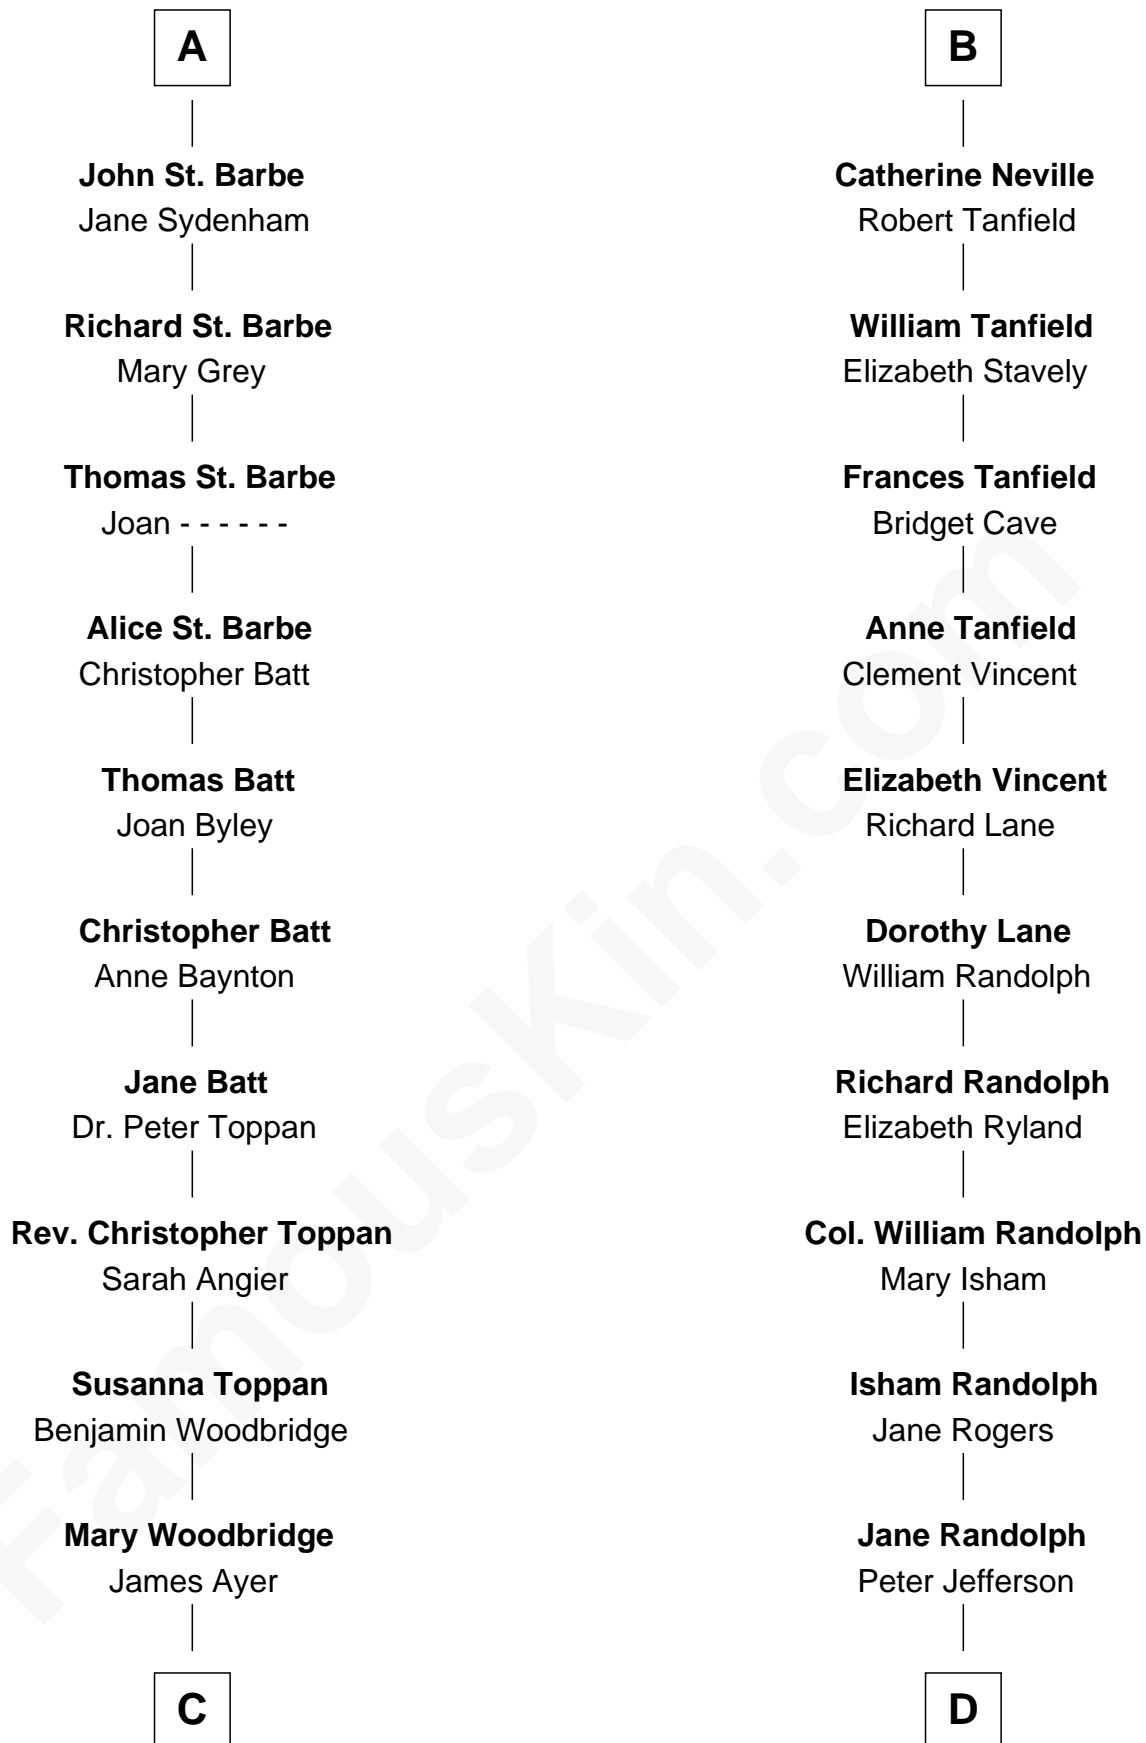 A
John St. Barbe
Jane Sydenham
Richard St. Barbe
Mary Grey
Thomas St. Barbe
Joan - - - - - -
Alice St. Barbe
Christopher Batt
Thomas Batt
Joan Byley
Christopher Batt
Anne Baynton
Jane Batt
Dr. Peter Toppan
Rev. Christopher Toppan
Sarah Angier
Susanna Toppan
Benjamin Woodbridge
Mary Woodbridge
James Ayer
C
B
Catherine Neville
Robert Tanfield
William Tanfield
Elizabeth Stavely
Frances Tanfield
Bridget Cave
Anne Tanfield
Clement Vincent
Elizabeth Vincent
Richard Lane
Dorothy Lane
William Randolph
Richard Randolph
Elizabeth Ryland
Col. William Randolph
Mary Isham
Isham Randolph
Jane Rogers
Jane Randolph
Peter Jefferson
D
FamousKin.com